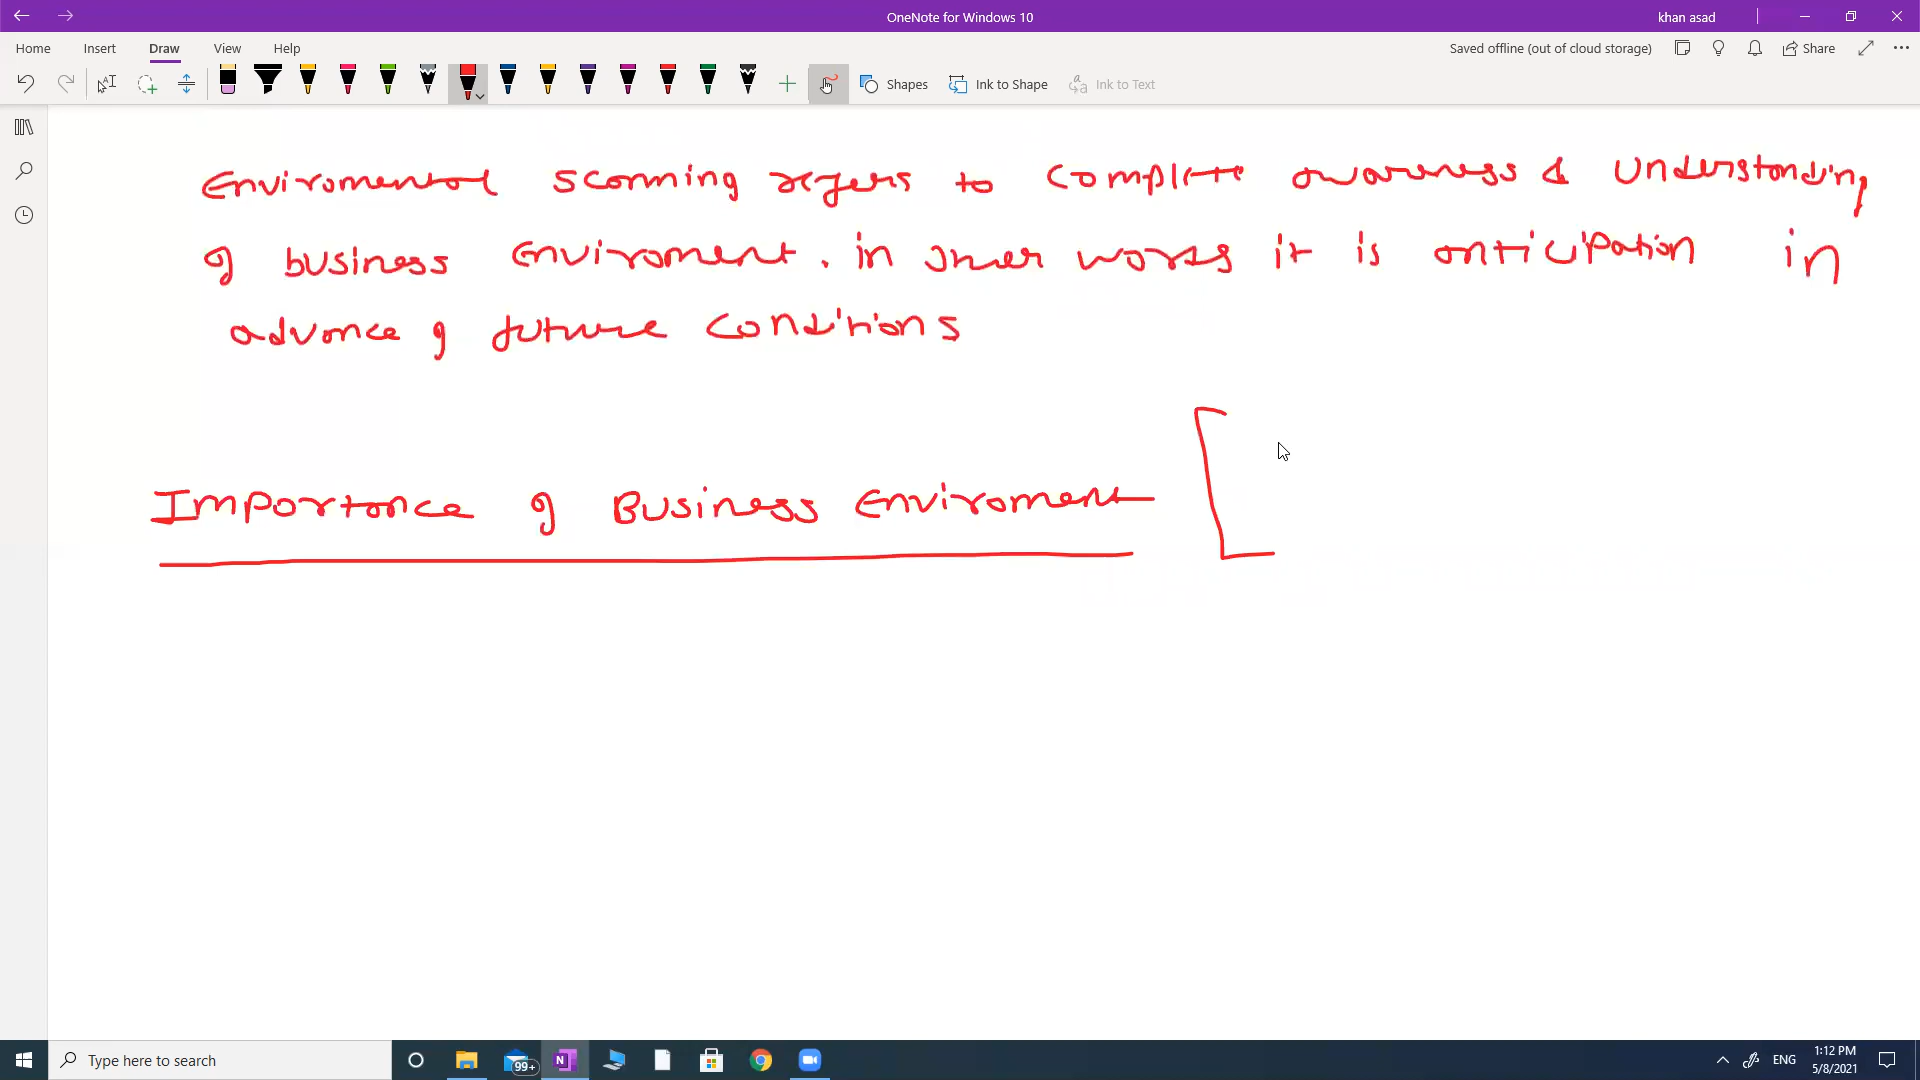 OneNote for Windows 10
khan asad
Home Insert Draw View Help
Saved offline (out of cloud storage) Share
Shapes Ink to Shape Ink to Text
Enviromental scanning refers to complete awareness & understanding
of business enviroment. in other words it is anticipation in
advance of future conditions
Importance of Business Enviroment
Type here to search
99+
ENG
1:12 PM
5/8/2021